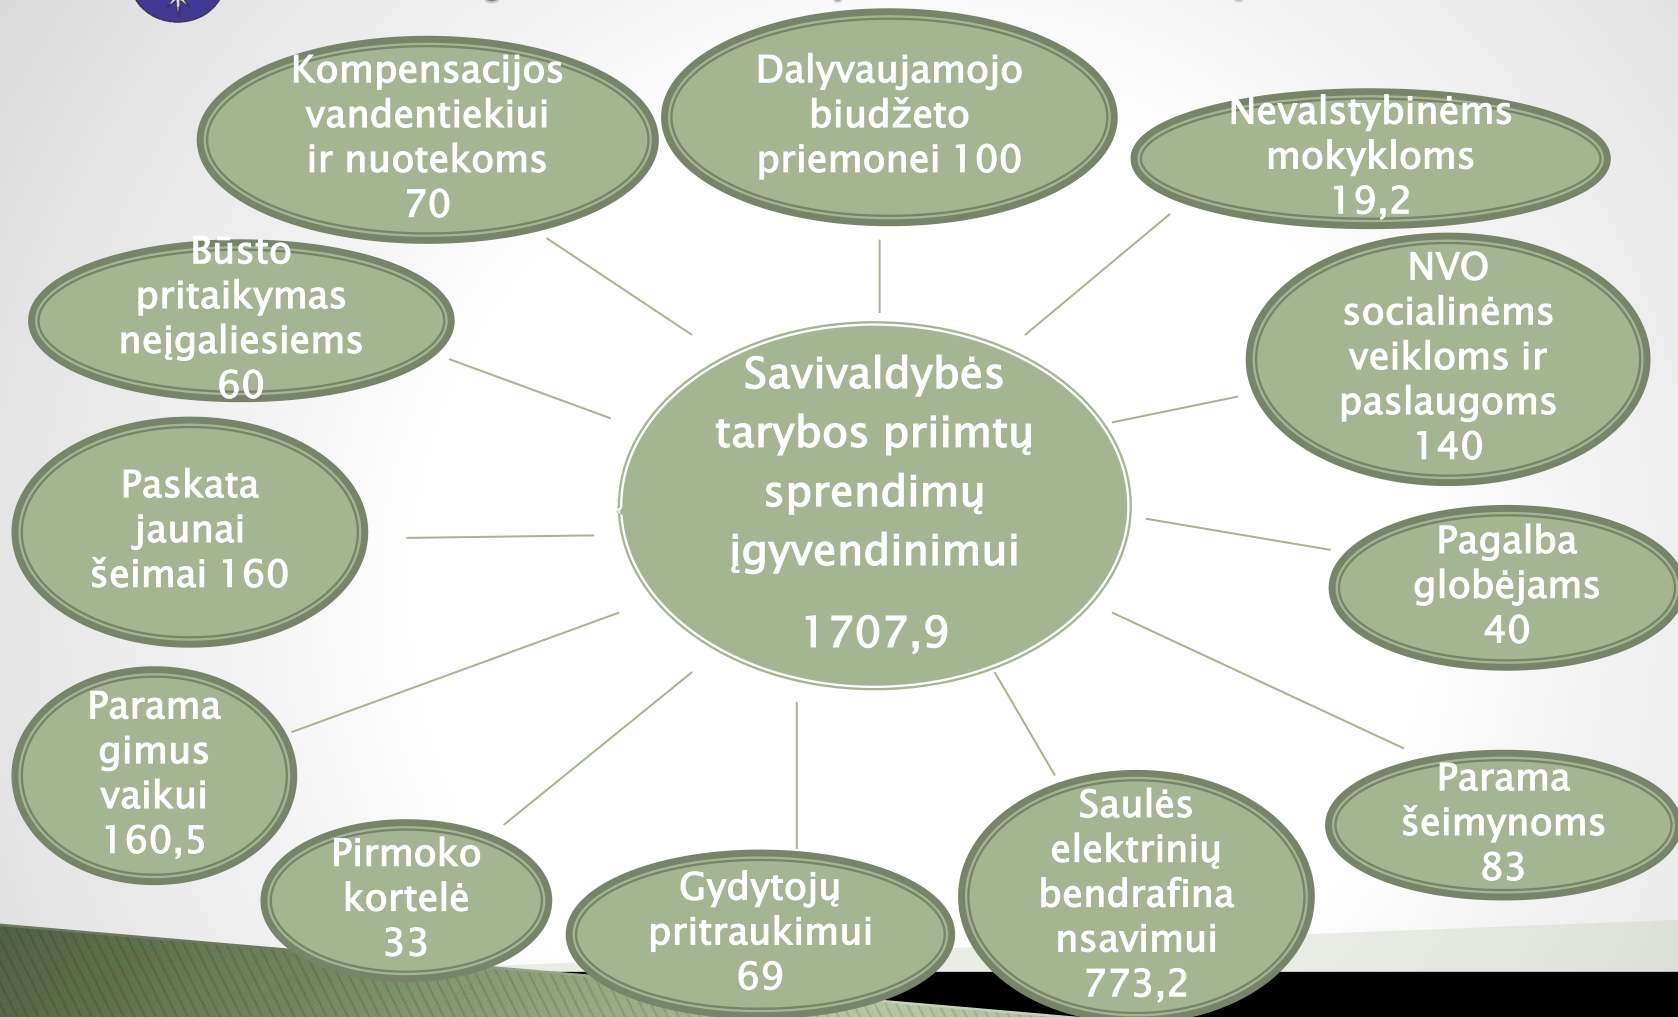 Kompensacijos
vandentiekiui
ir nuotekoms
70
Dalyvaujamojo
biudžeto
priemonei 100
Nevalstybinėms
mokykloms
19,2
Būsto
pritaikymas
neįgaliesiems
60
NVO
socialinėms
veikloms ir
paslaugoms
140
Savivaldybės
tarybos priimtų
sprendimų
įgyvendinimui
1707,9
Paskata
jaunai
šeimai 160
Pagalba
globėjams
40
Parama
gimus
vaikui
160,5
Pirmoko
kortelė
33
Gydytojų
pritraukimui
69
Saulės
elektrinių
bendrafina
nsavimui
773,2
Parama
šeimynoms
83